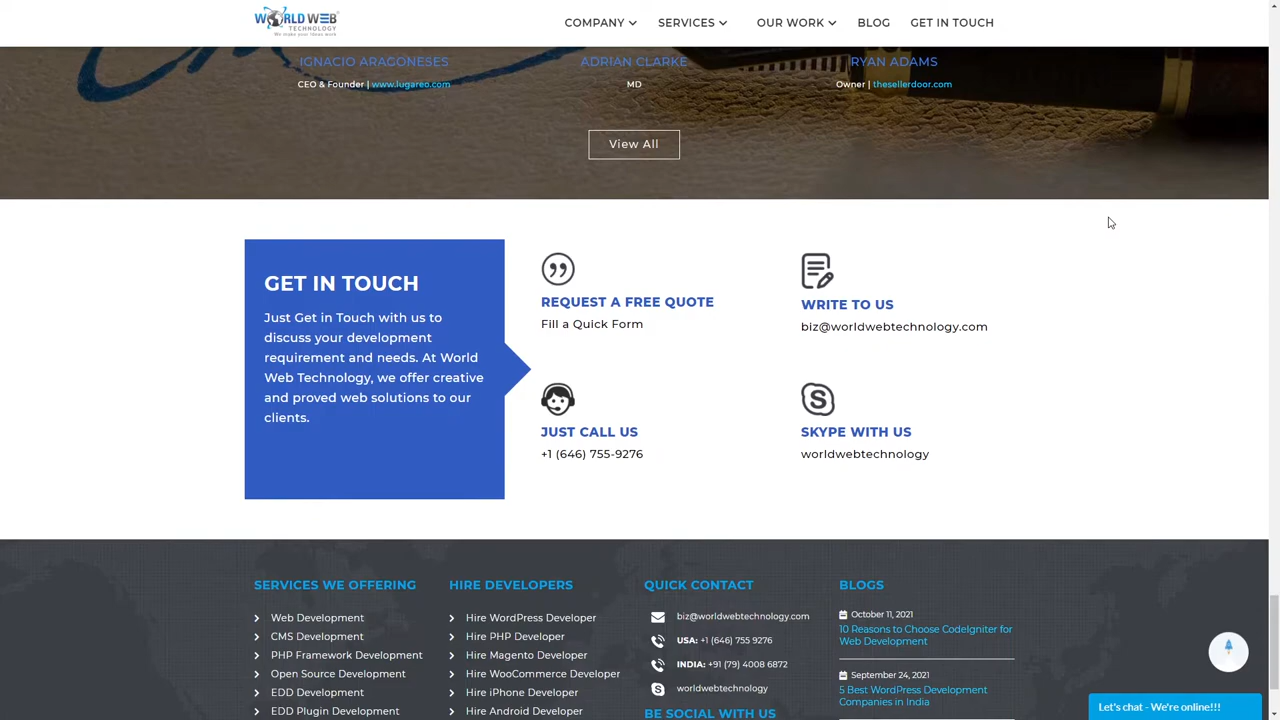 WORLD WEB
TECHNOLOGY
We make your Ideas work
COMPANY
SERVICES
OUR WORK
BLOG
GET IN TOUCH
IGNACIO ARAGONESES
CEO & Founder | www.lugareo.com
ADRIAN CLARKE
MD
RYAN ADAMS
Owner | thesellerdoor.com
View All
GET IN TOUCH
Just Get in Touch with us to
discuss your development
requirement and needs. At World
Web Technology, we offer creative
and proved web solutions to our
clients.
REQUEST A FREE QUOTE
Fill a Quick Form
WRITE TO US
biz@worldwebtechnology.com
JUST CALL US
+1 (646) 755-9276
SKYPE WITH US
worldwebtechnology
SERVICES WE OFFERING
Web Development
CMS Development
PHP Framework Development
Open Source Development
EDD Development
EDD Plugin Development
HIRE DEVELOPERS
Hire WordPress Developer
Hire PHP Developer
Hire Magento Developer
Hire WooCommerce Developer
Hire iPhone Developer
Hire Android Developer
QUICK CONTACT
biz@worldwebtechnology.com
USA: +1 (646) 755 9276
INDIA: +91 (79) 4008 6872
worldwebtechnology
BE SOCIAL WITH US
BLOGS
October 11, 2021
10 Reasons to Choose CodeIgniter for
Web Development
September 24, 2021
5 Best WordPress Development
Companies in India
Let's chat - We're online!!!